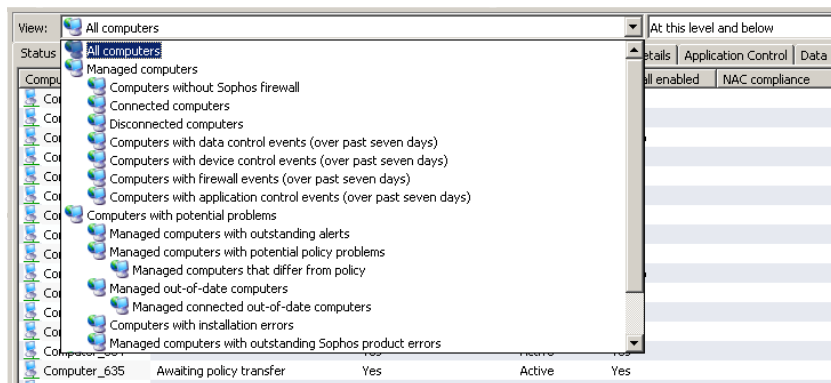 View: All computers At this level and below
All computers
Status etails Application Control Data
Managed computers
Compu all enabled NAC compliance
Computers without Sophos firewall
Connected computers
Disconnected computers
Computers with data control events (over past seven days)
Computers with device control events (over past seven days)
Computers with firewall events (over past seven days)
Computers with application control events (over past seven days)
Computers with potential problems
Managed computers with outstanding alerts
Managed computers with potential policy problems
Managed computers that differ from policy
Managed out-of-date computers
Managed connected out-of-date computers
Computers with installation errors
Managed computers with outstanding Sophos product errors
Computer_635 Awaiting policy transfer Yes Active Yes